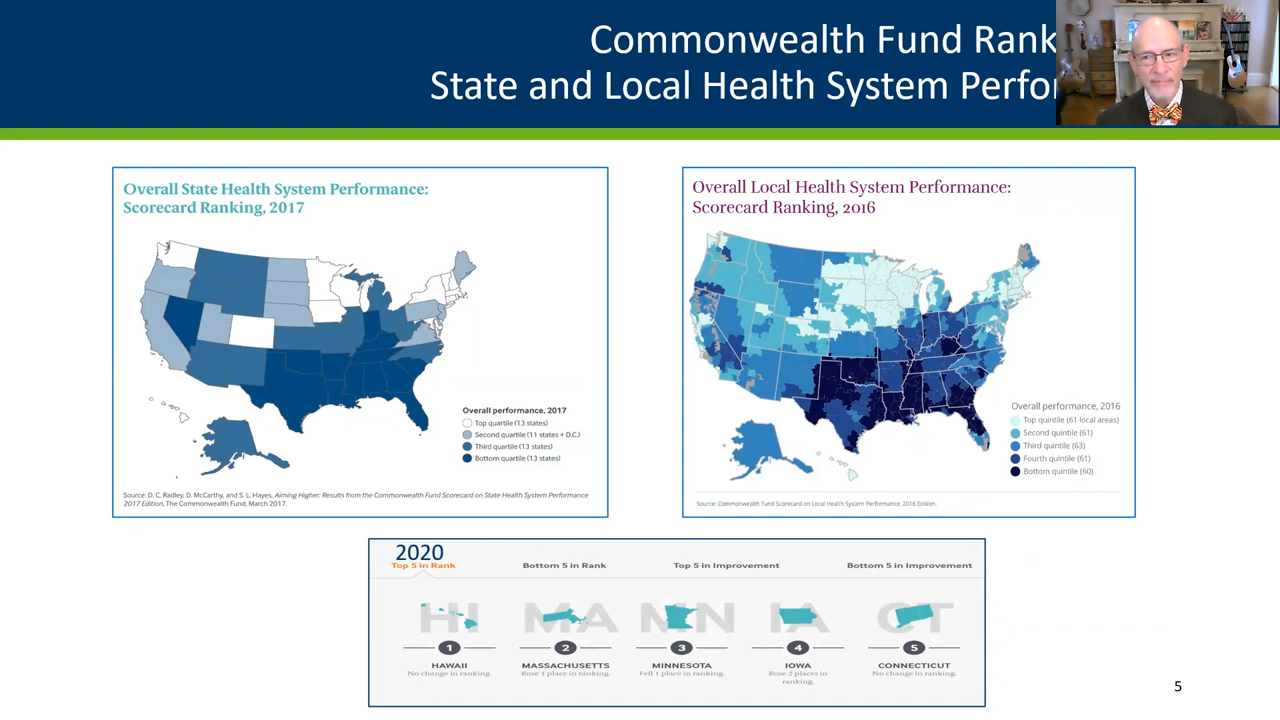 Commonwealth Fund Rank
State and Local Health System Perfor
Overall State Health System Performance:
Scorecard Ranking, 2017
Overall performance, 2017
Top quartile (13 states)
Second quartile (11 states + D.C.)
Third quartile (13 states)
Bottom quartile (13 states)
Source: D. C. Radley, D. McCarthy, and S. L. Hayes, Aiming Higher: Results from the Commonwealth Fund Scorecard on State Health System Performance
2017 Edition, The Commonwealth Fund, March 2017.
Overall Local Health System Performance:
Scorecard Ranking, 2016
Overall performance, 2016
Top quintile (61 local areas)
Second quintile (61)
Third quintile (63)
Fourth quintile (61)
Bottom quintile (60)
Source: Commonwealth Fund Scorecard on Local Health System Performance, 2016 Edition.
2020
Top 5 in Rank Bottom 5 in Rank Top 5 in Improvement Bottom 5 in Improvement
HI MA MN IA CT
1 2 3 4 5
HAWAII MASSACHUSETTS MINNESOTA IOWA CONNECTICUT
No change in ranking. Rose 1 place in ranking. Fell 1 place in ranking. Rose 2 places in No change in ranking.
ranking.
5